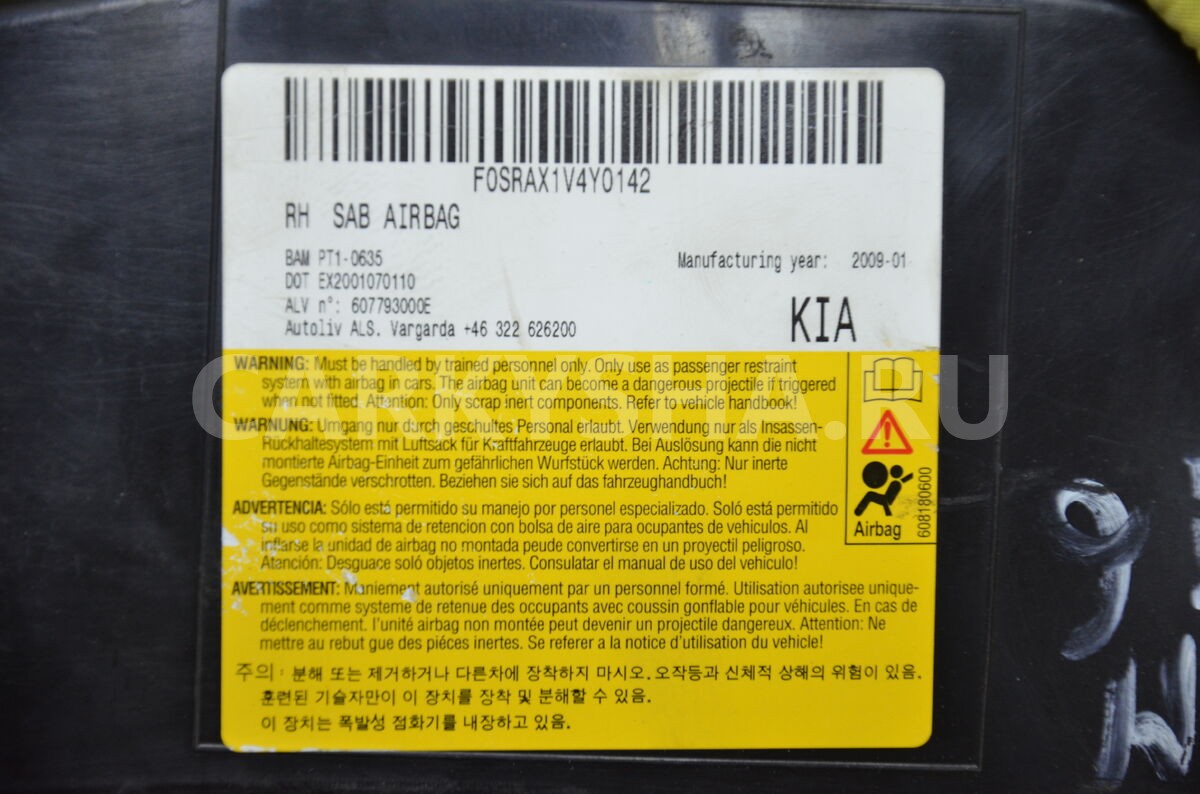 F0SRAX1V4Y0142
RH SAB AIRBAG
BAM PT1-0635
DOT EX2001070110
ALV n°: 607793000E
Autoliv ALS. Vargarda +46 322 626200
Manufacturing year: 2009-01
KIA
WARNING: Must be handled by trained personnel only. Only use as passenger restraint
system with airbag in cars. The airbag unit can become a dangerous projectile if triggered
when not fitted. Attention: Only scrap inert components. Refer to vehicle handbook!
WARNUNG: Umgang nur durch geschultes Personal erlaubt. Verwendung nur als Insassen-
Rückhaltesystem mit Luftsack für Kraftfahrzeuge erlaubt. Bei Auslösung kann die nicht
montierte Airbag-Einheit zum gefährlichen Wurfstück werden. Achtung: Nur inerte
Gegenstände verschrotten. Beziehen sie sich auf das fahrzeughandbuch!
ADVERTENCIA: Sólo está permitido su manejo por personel especializado. Soló está permitido
su uso como sistema de retencion con bolsa de aire para ocupantes de vehiculos. Al
inflarse la unidad de airbag no montada peude convertirse en un proyectil peligroso.
Atención: Desguace soló objetos inertes. Consulatar el manual de uso del vehiculo!
AVERTISSEMENT: Maniement autorisé uniquement par un personnel formé. Utilisation autorisee unique-
ment comme systeme de retenue des occupants avec coussin gonflable pour véhicules. En cas de
déclenchement. l'unité airbag non montée peut devenir un projectile dangereux. Attention: Ne
mettre au rebut gue des piéces inertes. Se referer a la notice d'utilisation du vehicle!
주의 : 분해 또는 제거하거나 다른차에 장착하지 마시오. 오작동과 신체적 상해의 위험이 있음.
훈련된 기술자만이 이 장치를 장착 및 분해할 수 있음.
이 장치는 폭발성 점화기를 내장하고 있음.
Airbag
608180600
CARKISHA.RU